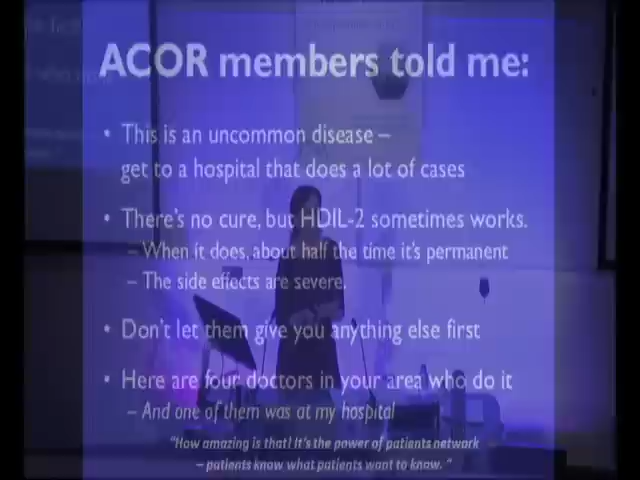 ACOR members told me:
• This is an uncommon disease –
get to a hospital that does a lot of cases
• There's no cure, but HDIL-2 sometimes works.
– When it does, about half the time it's permanent
– The side effects are severe.
• Don't let them give you anything else first
• Here are four doctors in your area who do it
– And one of them was at my hospital
"How amazing is that! It's the power of patients network
– patients know what patients want to know. "